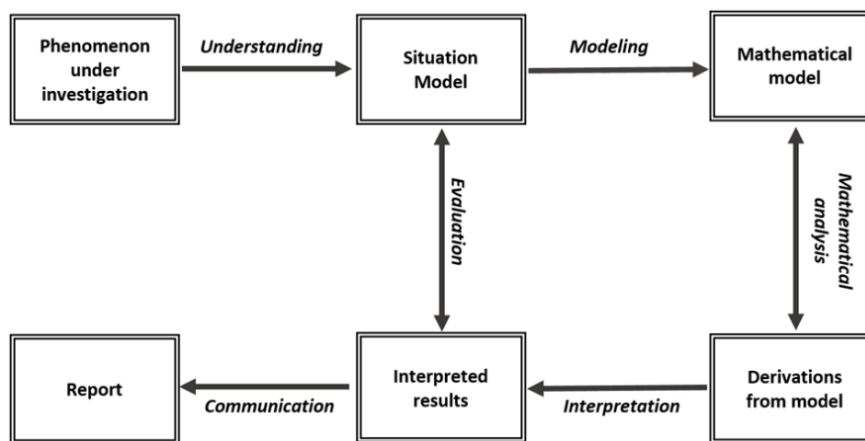 Phenomenon
under
investigation
Understanding
Situation
Model
Modeling
Mathematical
model
Evaluation
Mathematical
analysis
Report
Communication
Interpreted
results
Interpretation
Derivations
from model